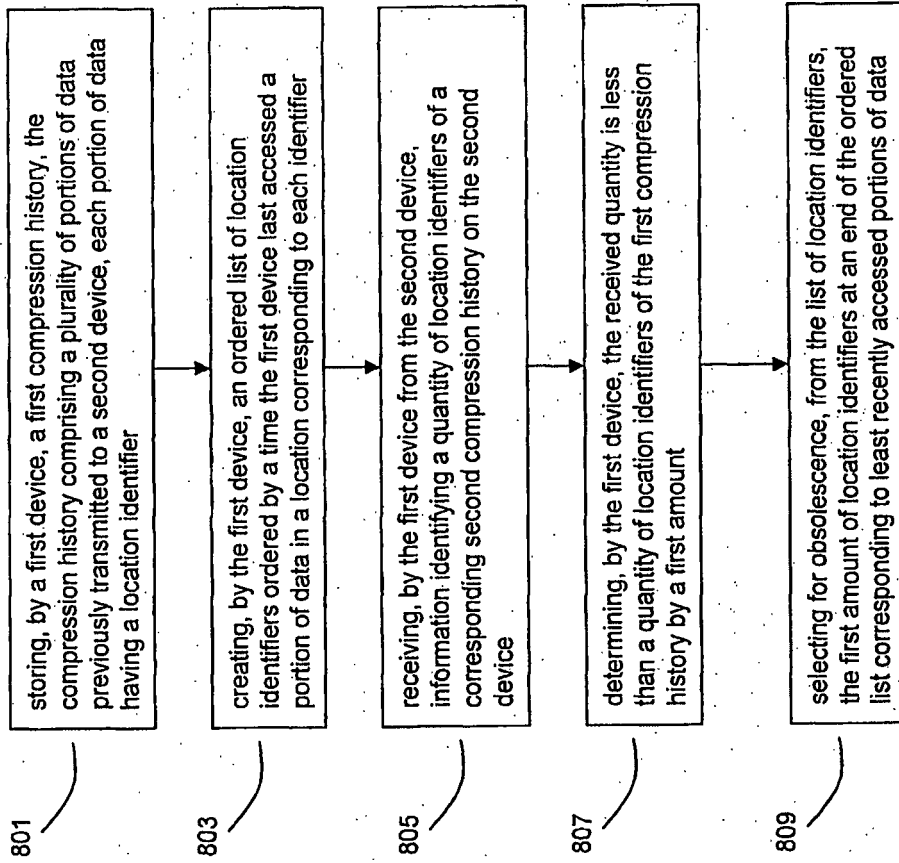 801
storing, by a first device, a first compression history, the
compression history comprising a plurality of portions of data
previously transmitted to a second device, each portion of data
having a location identifier
803
creating, by the first device, an ordered list of location
identifiers ordered by a time the first device last accessed a
portion of data in a location corresponding to each identifier
805
receiving, by the first device from the second device,
information identifying a quantity of location identifiers of a
corresponding second compression history on the second
device
807
determining, by the first device, the received quantity is less
than a quantity of location identifiers of the first compression
history by a first amount
809
selecting for obsolescence, from the list of location identifiers,
the first amount of location identifiers at an end of the ordered
list corresponding to least recently accessed portions of data